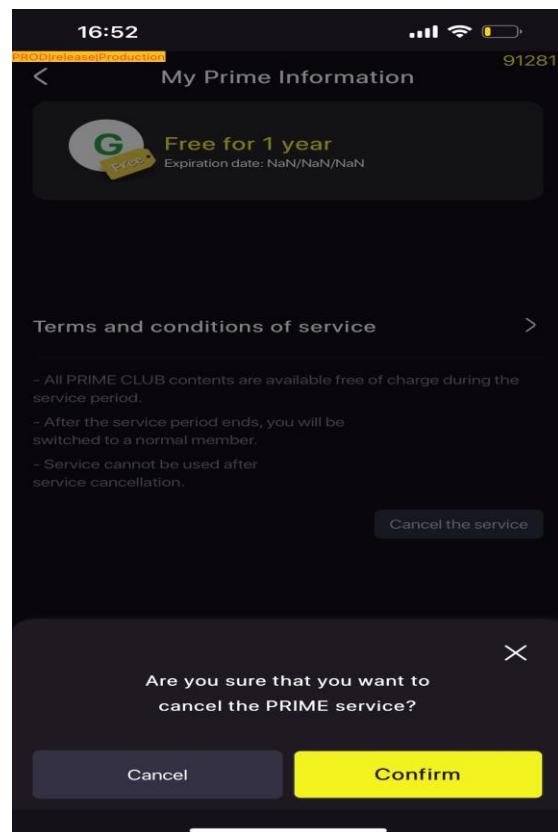 16:52
PROD|release|Production
91281
My Prime Information
G
Free
Free for 1 year
Expiration date: NaN/NaN/NaN
Terms and conditions of service
- All PRIME CLUB contents are available free of charge during the
service period.
- After the service period ends, you will be
switched to a normal member.
- Service cannot be used after
service cancellation.
Cancel the service
Are you sure that you want to
cancel the PRIME service?
Cancel
Confirm